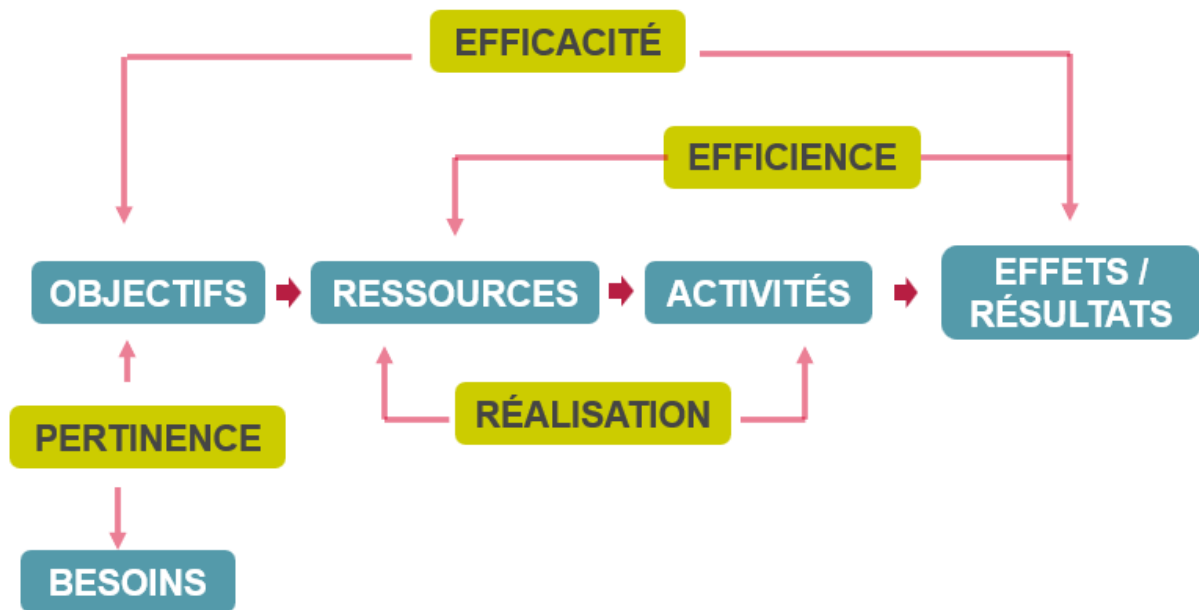 EFFICACITÉ
EFFICIENCE
OBJECTIFS
RESSOURCES
ACTIVITÉS
EFFETS /
RÉSULTATS
RÉALISATION
PERTINENCE
BESOINS